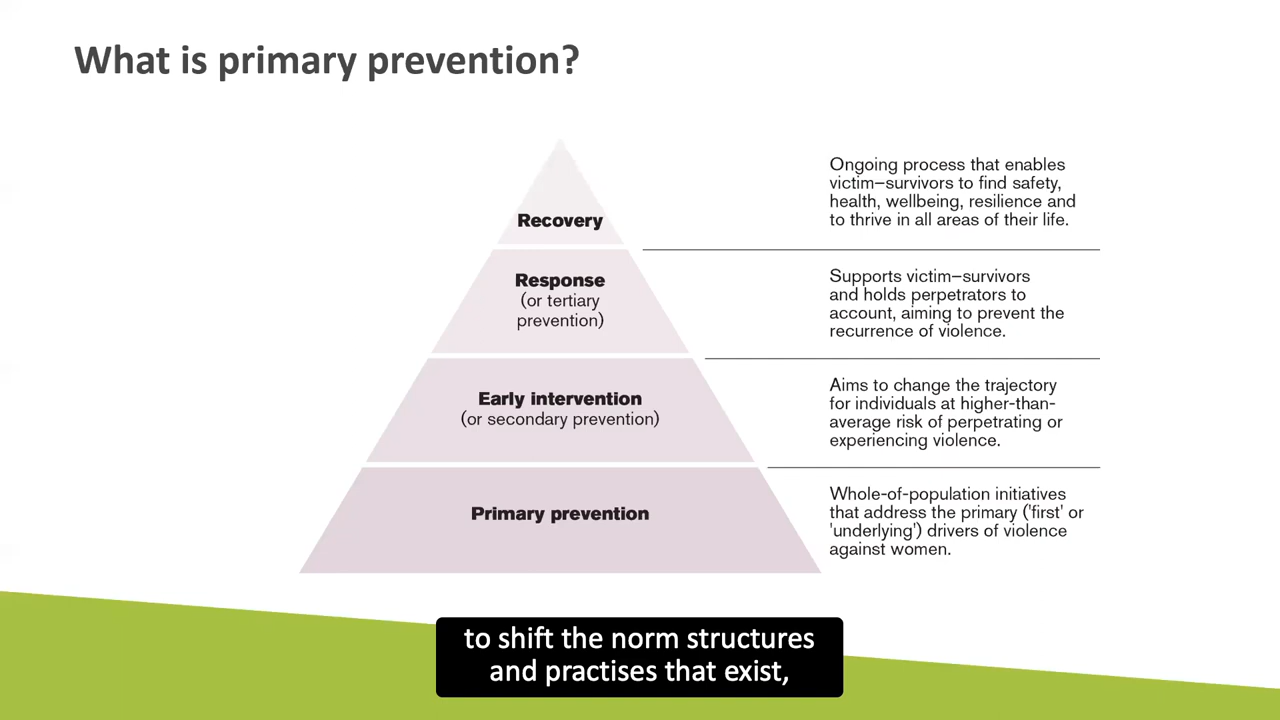 What is primary prevention?
Recovery
Ongoing process that enables
victim–survivors to find safety,
health, wellbeing, resilience and
to thrive in all areas of their life.
Response
(or tertiary
prevention)
Supports victim–survivors
and holds perpetrators to
account, aiming to prevent the
recurrence of violence.
Early intervention
(or secondary prevention)
Aims to change the trajectory
for individuals at higher-than-
average risk of perpetrating or
experiencing violence.
Primary prevention
Whole-of-population initiatives
that address the primary ('first' or
'underlying') drivers of violence
against women.
to shift the norm structures
and practises that exist,